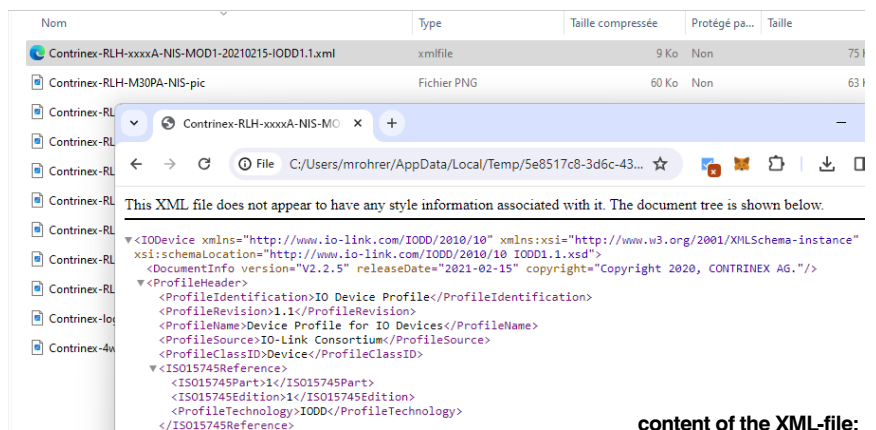 Nom Type Taille compressée Protégé pa... Taille
Contrinex-RLH-xxxxA-NIS-MOD1-20210215-IODD1.1.xml xmlfile 9 Ko Non 75
Contrinex-RLH-M30PA-NIS-pic Fichier PNG 60 Ko Non 63
Contrinex-RL
Contrinex-RLH-xxxxA-NIS-MO
Contrinex-RL
File C:/Users/mrohrer/AppData/Local/Temp/5e8517c8-3d6c-43...
Contrinex-RL
Contrinex-RL
This XML file does not appear to have any style information associated with it. The document tree is shown below.
Contrinex-RL
<IODevice xmlns="http://www.io-link.com/IODD/2010/10" xmlns:xsi="http://www.w3.org/2001/XMLSchema-instance"
xsi:schemaLocation="http://www.io-link.com/IODD/2010/10 IODD1.1.xsd">
Contrinex-RL
<DocumentInfo version="V2.2.5" releaseDate="2021-02-15" copyright="Copyright 2020, CONTRINEX AG."/>
<ProfileHeader>
Contrinex-RL
<ProfileIdentification>IO Device Profile</ProfileIdentification>
<ProfileRevision>1.1</ProfileRevision>
Contrinex-log
<ProfileName>Device Profile for IO Devices</ProfileName>
<ProfileSource>IO-Link Consortium</ProfileSource>
Contrinex-4w
<ProfileClassID>Device</ProfileClassID>
<ISO15745Reference>
<ISO15745Part>1</ISO15745Part>
<ISO15745Edition>1</ISO15745Edition>
<ProfileTechnology>IODD</ProfileTechnology>
</ISO15745Reference>
content of the XML-file: